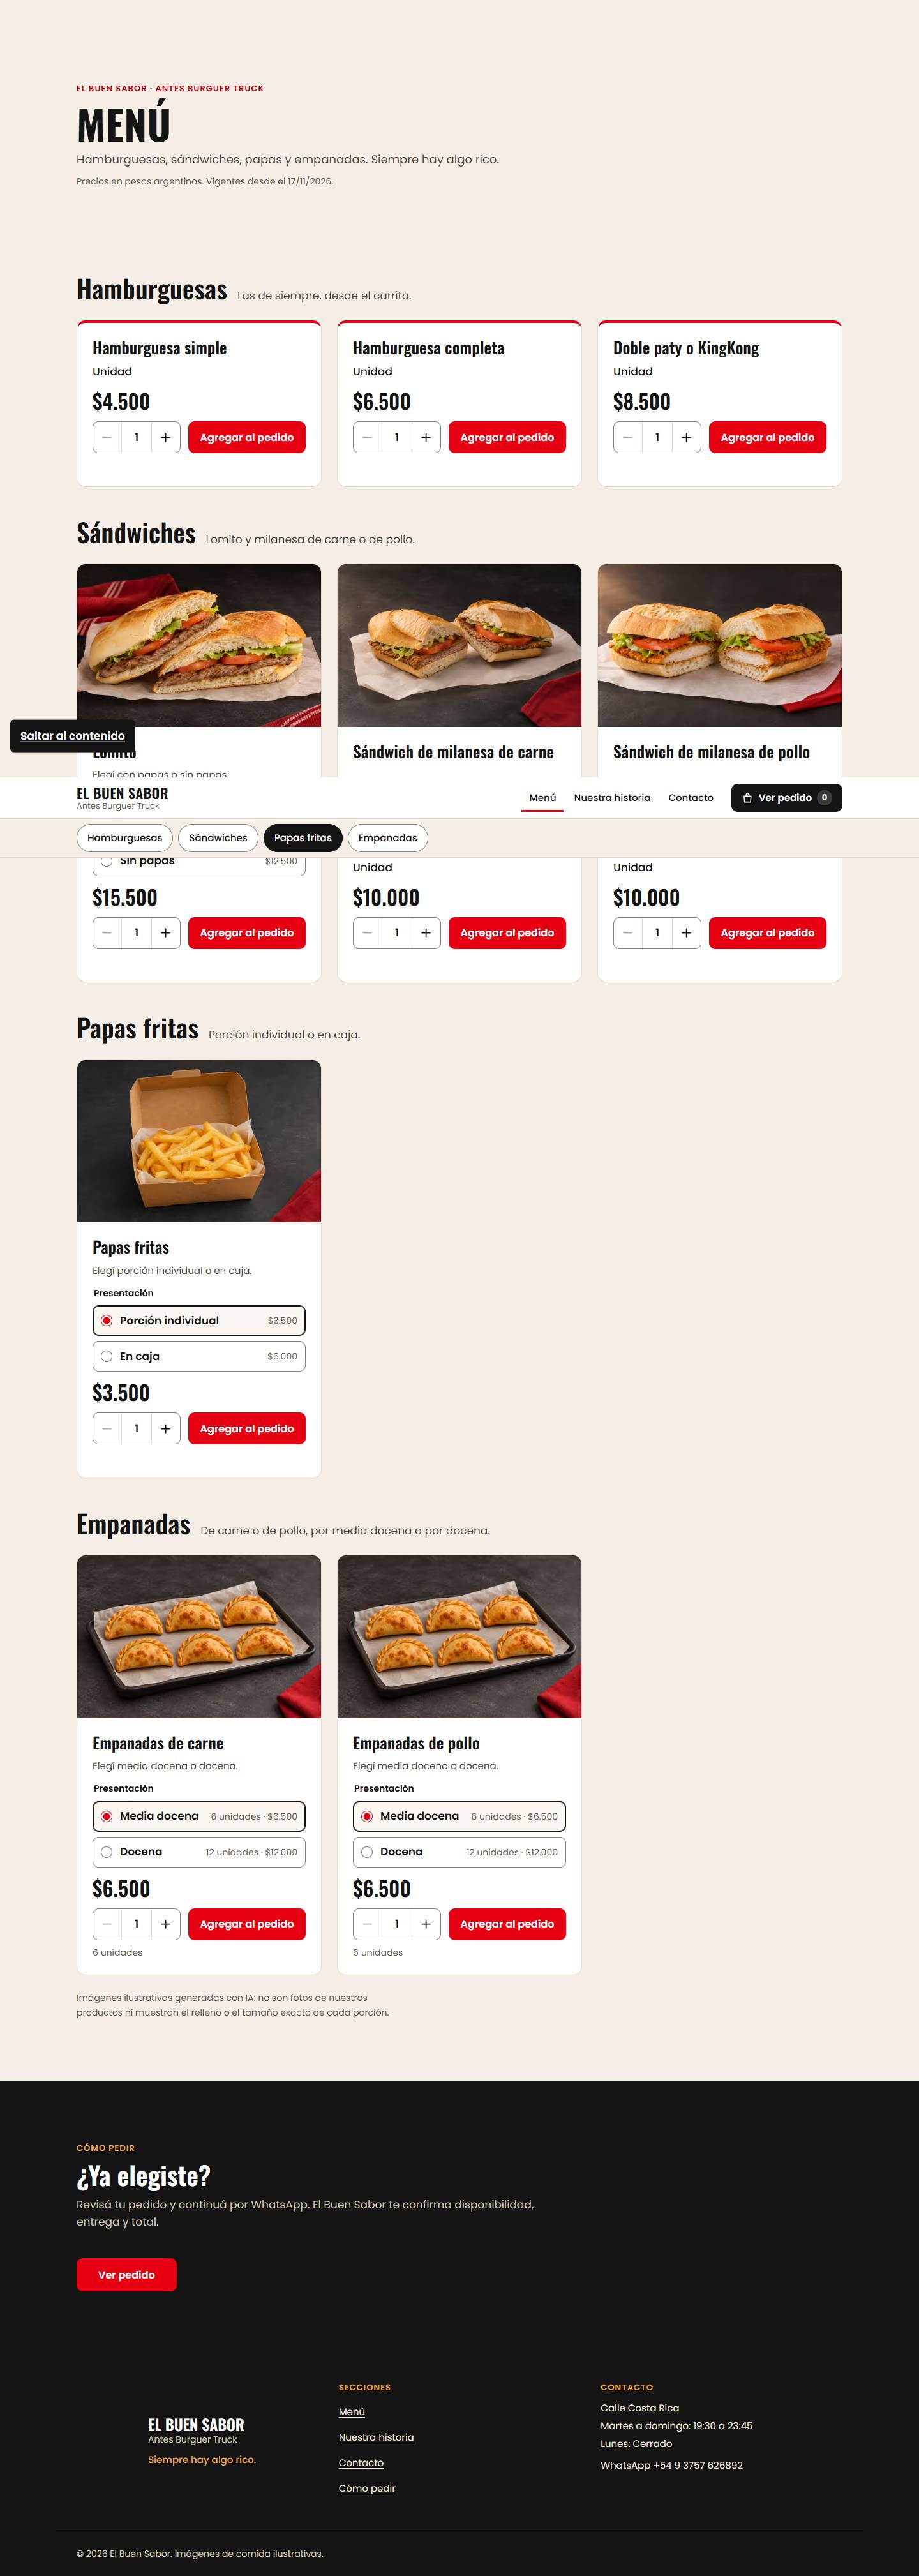 EL BUEN SABOR · ANTES BURGUER TRUCK
MENÚ
Hamburguesas, sándwiches, papas y empanadas. Siempre hay algo rico.
Precios en pesos argentinos. Vigentes desde el 17/11/2026.
Hamburguesas Las de siempre, desde el carrito.
Hamburguesa simple
Unidad
$4.500
1 Agregar al pedido
Hamburguesa completa
Unidad
$6.500
1 Agregar al pedido
Doble paty o KingKong
Unidad
$8.500
1 Agregar al pedido
Sándwiches Lomito y milanesa de carne o de pollo.
Saltar al contenido
Lomito
Elegí con papas o sin papas.
Sándwich de milanesa de carne
Sándwich de milanesa de pollo
EL BUEN SABOR
Antes Burguer Truck
Menú Nuestra historia Contacto Ver pedido 0
Hamburguesas Sándwiches Papas fritas Empanadas
Sin papas $12.500
$15.500
1 Agregar al pedido
Unidad
$10.000
1 Agregar al pedido
Unidad
$10.000
1 Agregar al pedido
Papas fritas Porción individual o en caja.
Papas fritas
Elegí porción individual o en caja.
Presentación
Porción individual $3.500
En caja $6.000
$3.500
1 Agregar al pedido
Empanadas De carne o de pollo, por media docena o por docena.
Empanadas de carne
Elegí media docena o docena.
Presentación
Media docena 6 unidades · $6.500
Docena 12 unidades · $12.000
$6.500
1 Agregar al pedido
6 unidades
Empanadas de pollo
Elegí media docena o docena.
Presentación
Media docena 6 unidades · $6.500
Docena 12 unidades · $12.000
$6.500
1 Agregar al pedido
6 unidades
Imágenes ilustrativas generadas con IA: no son fotos de nuestros
productos ni muestran el relleno o el tamaño exacto de cada porción.
CÓMO PEDIR
¿Ya elegiste?
Revisá tu pedido y continuá por WhatsApp. El Buen Sabor te confirma disponibilidad,
entrega y total.
Ver pedido
EL BUEN SABOR
Antes Burguer Truck
Siempre hay algo rico.
SECCIONES
Menú
Nuestra historia
Contacto
Cómo pedir
CONTACTO
Calle Costa Rica
Martes a domingo: 19:30 a 23:45
Lunes: Cerrado
WhatsApp +54 9 3757 626892
© 2026 El Buen Sabor. Imágenes de comida ilustrativas.